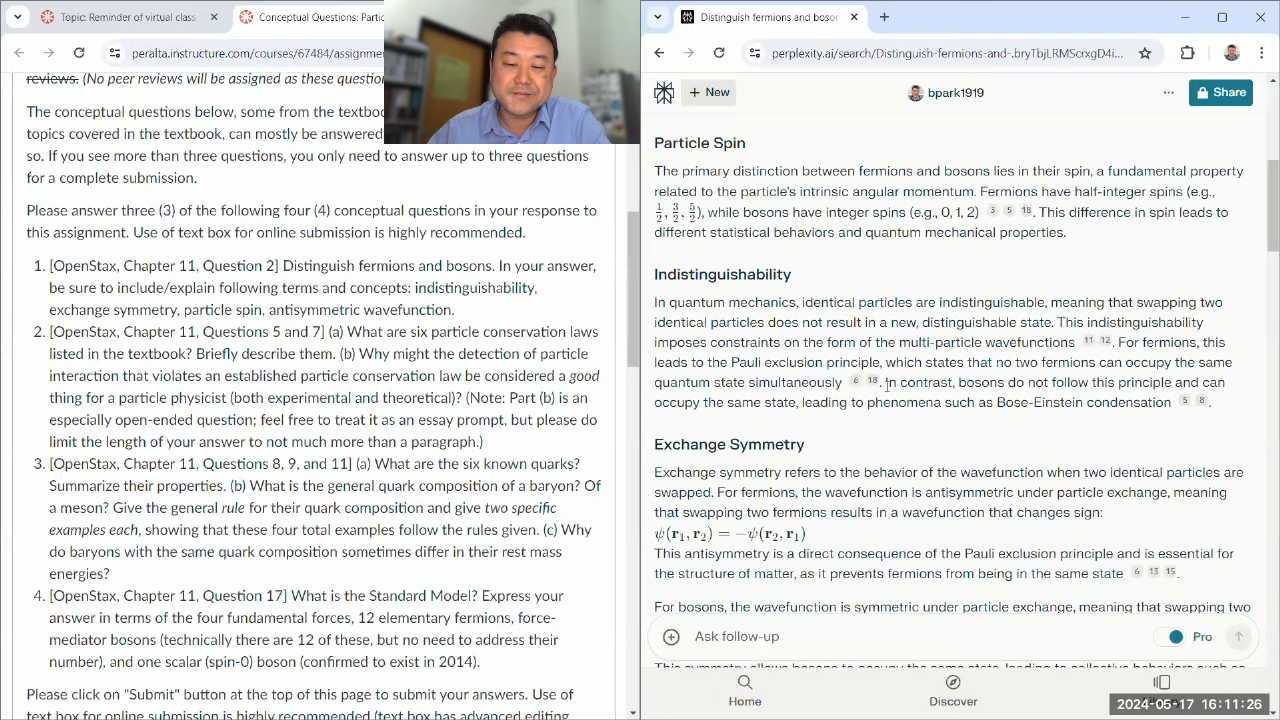 Topic: Reminder of virtual class
Conceptual Questions: Partic
peralta.instructure.com/courses/67484/assignme
reviews. (No peer reviews will be assigned as these question
The conceptual questions below, some from the textboo
topics covered in the textbook, can mostly be answered
so. If you see more than three questions, you only need to answer up to three questions
for a complete submission.
Please answer three (3) of the following four (4) conceptual questions in your response to
this assignment. Use of text box for online submission is highly recommended.
1. [OpenStax, Chapter 11, Question 2] Distinguish fermions and bosons. In your answer,
be sure to include/explain following terms and concepts: indistinguishability,
exchange symmetry, particle spin, antisymmetric wavefunction.
2. [OpenStax, Chapter 11, Questions 5 and 7] (a) What are six particle conservation laws
listed in the textbook? Briefly describe them. (b) Why might the detection of particle
interaction that violates an established particle conservation law be considered a good
thing for a particle physicist (both experimental and theoretical)? (Note: Part (b) is an
especially open-ended question; feel free to treat it as an essay prompt, but please do
limit the length of your answer to not much more than a paragraph.)
3. [OpenStax, Chapter 11, Questions 8, 9, and 11] (a) What are the six known quarks?
Summarize their properties. (b) What is the general quark composition of a baryon? Of
a meson? Give the general rule for their quark composition and give two specific
examples each, showing that these four total examples follow the rules given. (c) Why
do baryons with the same quark composition sometimes differ in their rest mass
energies?
4. [OpenStax, Chapter 11, Question 17] What is the Standard Model? Express your
answer in terms of the four fundamental forces, 12 elementary fermions, force-
mediator bosons (technically there are 12 of these, but no need to address their
number), and one scalar (spin-0) boson (confirmed to exist in 2014).
Please click on "Submit" button at the top of this page to submit your answers. Use of
text box for online submission is highly recommended (text box has advanced editing
Distinguish fermions and boson
perplexity.ai/search/Distinguish-fermions-and-.bryTbjLRMScqgD4i...
New
bpark1919
Share
Particle Spin
The primary distinction between fermions and bosons lies in their spin, a fundamental property
related to the particle's intrinsic angular momentum. Fermions have half-integer spins (e.g.,
1/2, 3/2, 5/2), while bosons have integer spins (e.g., 0, 1, 2) 3 5 18. This difference in spin leads to
different statistical behaviors and quantum mechanical properties.
Indistinguishability
In quantum mechanics, identical particles are indistinguishable, meaning that swapping two
identical particles does not result in a new, distinguishable state. This indistinguishability
imposes constraints on the form of the multi-particle wavefunctions 11 12. For fermions, this
leads to the Pauli exclusion principle, which states that no two fermions can occupy the same
quantum state simultaneously 6 18. In contrast, bosons do not follow this principle and can
occupy the same state, leading to phenomena such as Bose-Einstein condensation 5 8.
Exchange Symmetry
Exchange symmetry refers to the behavior of the wavefunction when two identical particles are
swapped. For fermions, the wavefunction is antisymmetric under particle exchange, meaning
that swapping two fermions results in a wavefunction that changes sign:
ψ(r₁, r₂) = −ψ(r₂, r₁)
This antisymmetry is a direct consequence of the Pauli exclusion principle and is essential for
the structure of matter, as it prevents fermions from being in the same state 6 13 15.
For bosons, the wavefunction is symmetric under particle exchange, meaning that swapping two
Ask follow-up
Pro
This symmetry allows bosons to occupy the same state, leading to collective behaviors such as
Home
Discover
2024-05-17 16:11:26